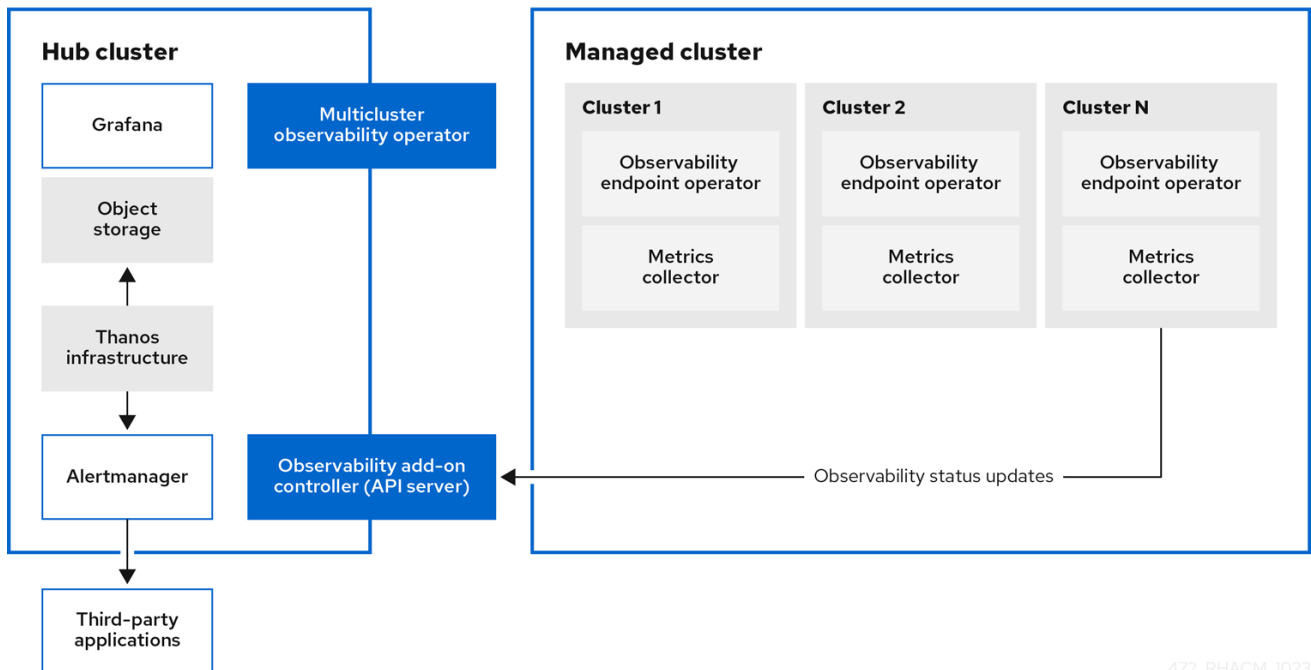 Hub cluster
Grafana
Multicluster
observability operator
Object
storage
Thanos
infrastructure
Alertmanager
Observability add-on
controller (API server)
Third-party
applications
Managed cluster
Cluster 1
Observability
endpoint operator
Metrics
collector
Cluster 2
Observability
endpoint operator
Metrics
collector
Cluster N
Observability
endpoint operator
Metrics
collector
Observability status updates
472_RHACM_1023